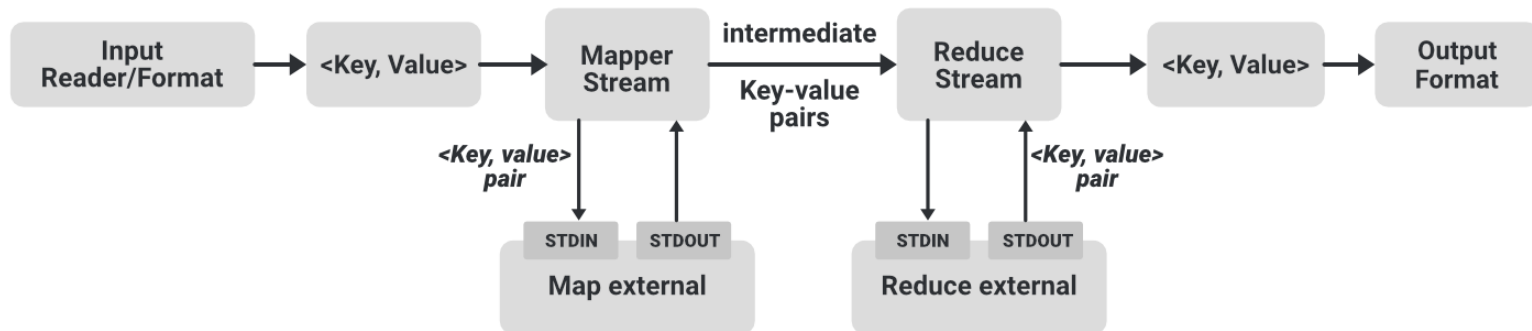 Input
Reader/Format
<Key, Value>
Mapper
Stream
intermediate
Key-value
pairs
Reduce
Stream
<Key, Value>
Output
Format
<Key, value>
pair
<Key, value>
pair
STDIN
STDOUT
Map external
STDIN
STDOUT
Reduce external